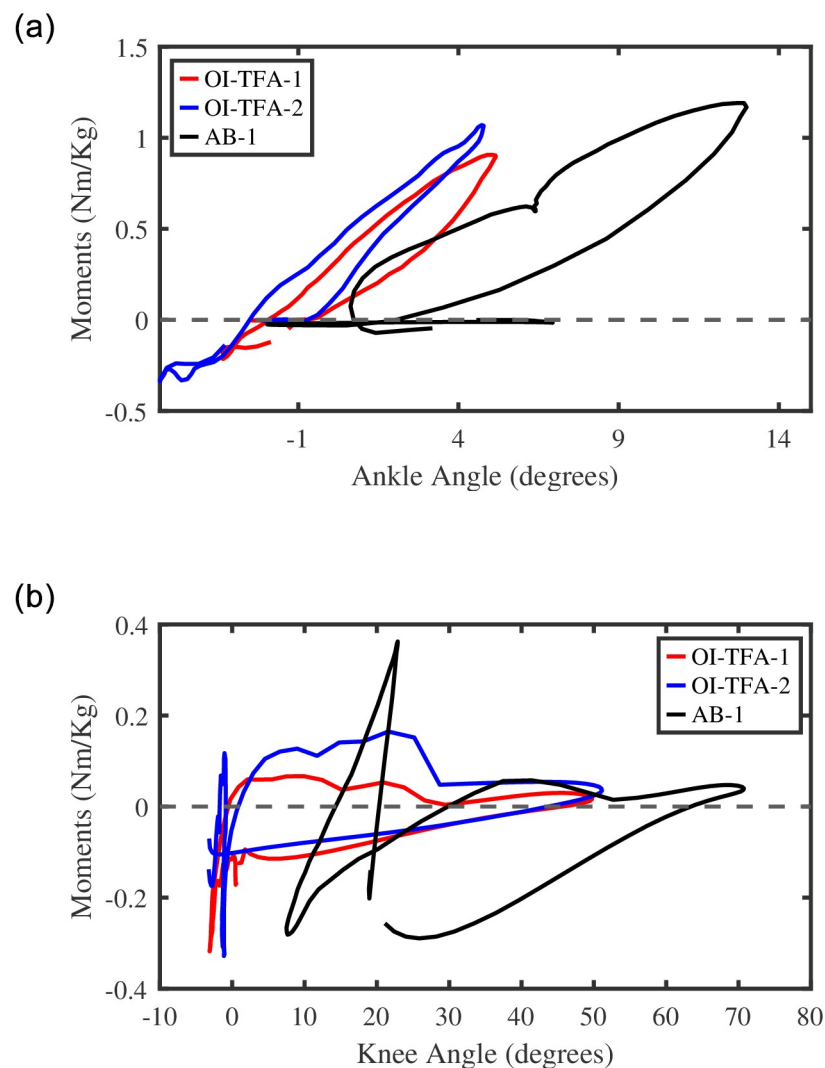 (a)
1.5
1
0.5
0
-0.5
Moments (Nm/Kg)
OI-TFA-1
OI-TFA-2
AB-1
-1 4 9 14
Ankle Angle (degrees)
(b)
0.4
0.2
0
-0.2
-0.4
Moments (Nm/Kg)
OI-TFA-1
OI-TFA-2
AB-1
-10 0 10 20 30 40 50 60 70 80
Knee Angle (degrees)